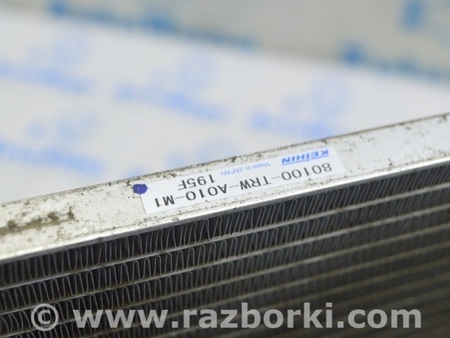 KEIHIN Made in JAPAN
80100-TRW-A010-M1
195F
© www.razborki.com